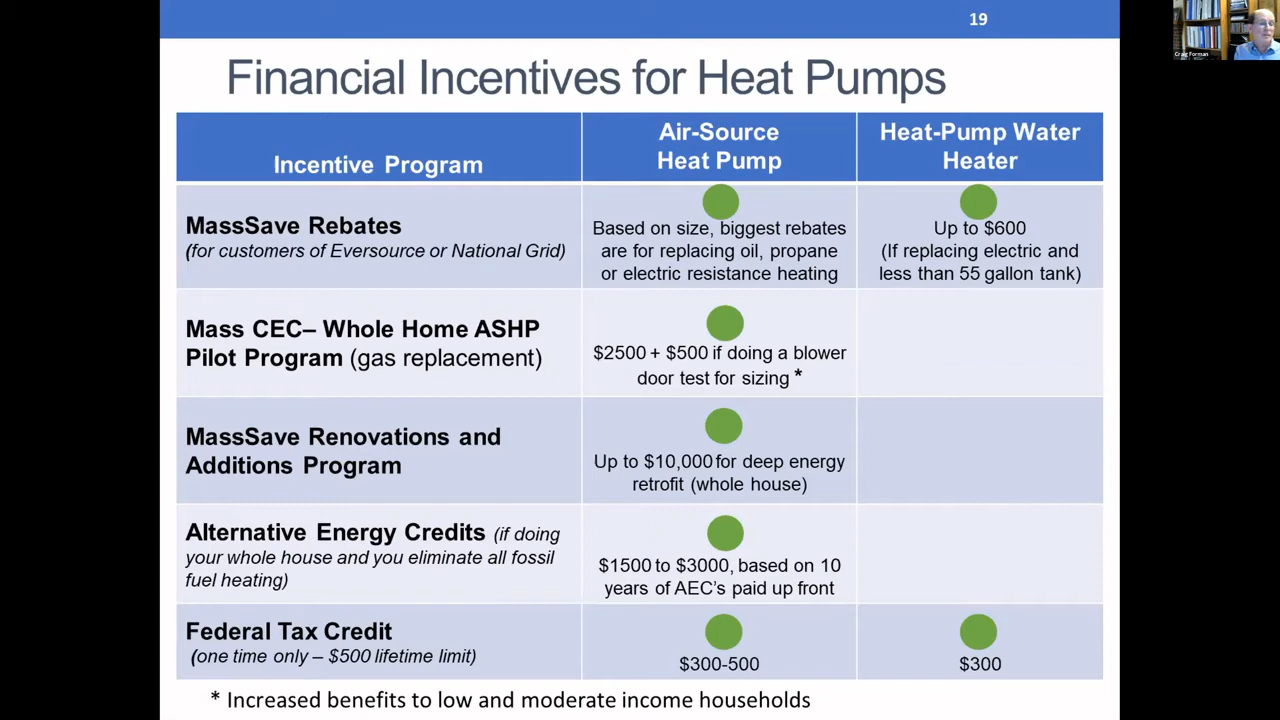 19
Craig Forman
Financial Incentives for Heat Pumps
Incentive Program
Air-Source
Heat Pump
Heat-Pump Water
Heater
MassSave Rebates
(for customers of Eversource or National Grid)
Based on size, biggest rebates
are for replacing oil, propane
or electric resistance heating
Up to $600
(If replacing electric and
less than 55 gallon tank)
Mass CEC– Whole Home ASHP
Pilot Program (gas replacement)
$2500 + $500 if doing a blower
door test for sizing *
MassSave Renovations and
Additions Program
Up to $10,000 for deep energy
retrofit (whole house)
Alternative Energy Credits (if doing
your whole house and you eliminate all fossil
fuel heating)
$1500 to $3000, based on 10
years of AEC's paid up front
Federal Tax Credit
(one time only – $500 lifetime limit)
$300-500
$300
* Increased benefits to low and moderate income households